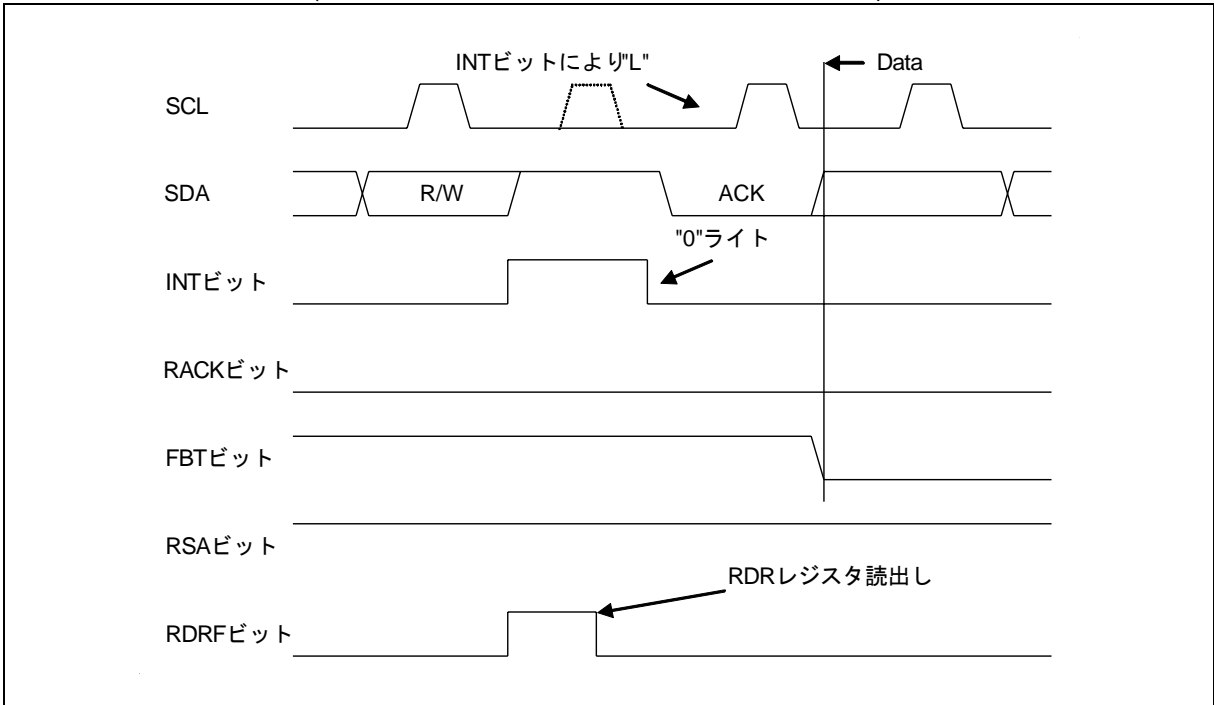 INTビットにより"L"
Data
SCL
SDA
R/W
ACK
"0"ライト
INTビット
RACKビット
FBTビット
RSAビット
RDRレジスタ読出し
RDRFビット